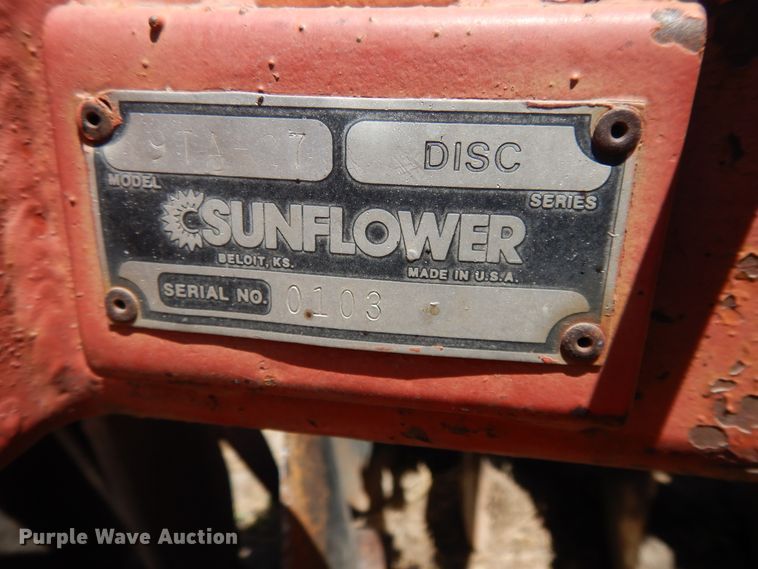 DISC
MODEL
SERIES
SUNFLOWER
BELOIT, KS.
MADE IN U.S.A.
SERIAL NO. 0103
Purple Wave Auction